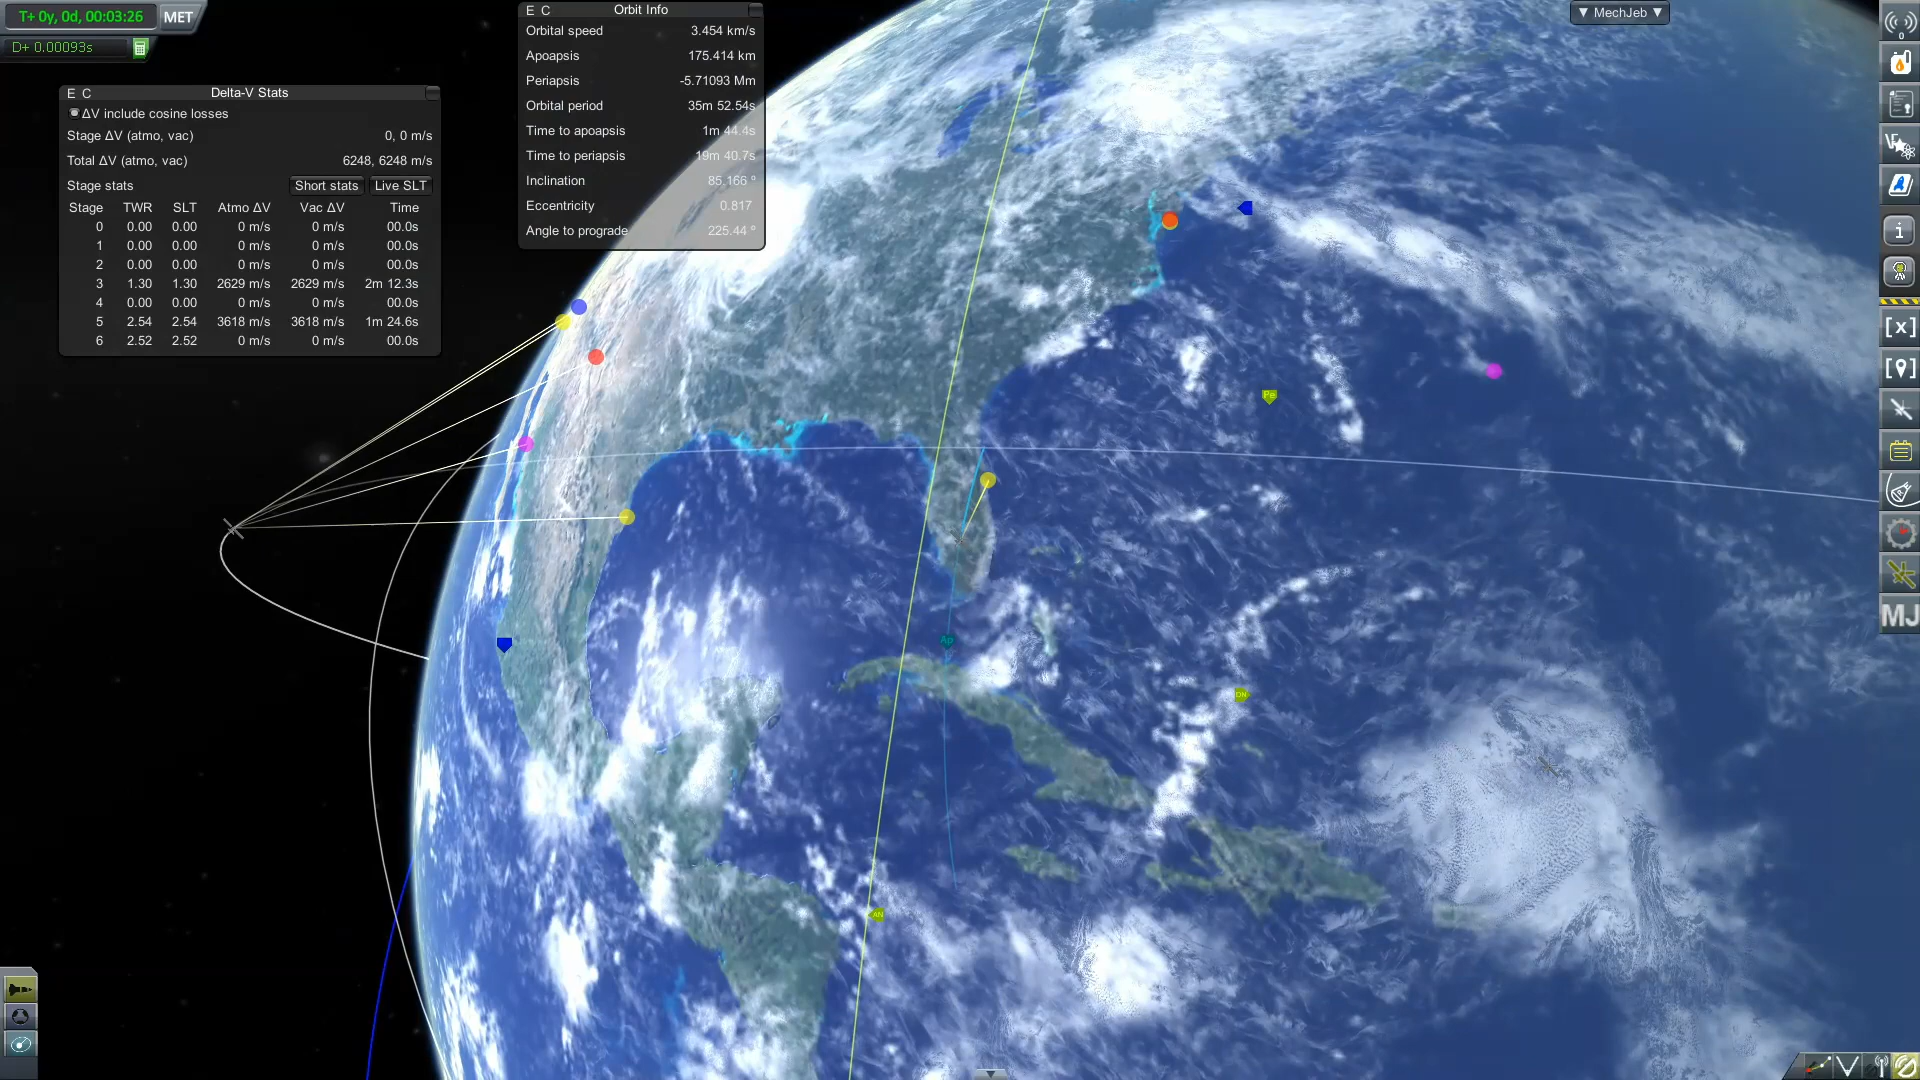 T+ 0y, 0d, 00:03:26 MET
D+ 0.00093s
E C Delta-V Stats
ΔV include cosine losses
Stage ΔV (atmo, vac) 0, 0 m/s
Total ΔV (atmo, vac) 6248, 6248 m/s
Stage stats Short stats Live SLT
Stage TWR SLT Atmo ΔV Vac ΔV Time
0 0.00 0.00 0 m/s 0 m/s 00.0s
1 0.00 0.00 0 m/s 0 m/s 00.0s
2 0.00 0.00 0 m/s 0 m/s 00.0s
3 1.30 1.30 2629 m/s 2629 m/s 2m 12.3s
4 0.00 0.00 0 m/s 0 m/s 00.0s
5 2.54 2.54 3618 m/s 3618 m/s 1m 24.6s
6 2.52 2.52 0 m/s 0 m/s 00.0s
E C Orbit Info
Orbital speed 3.454 km/s
Apoapsis 175.414 km
Periapsis -5.71093 Mm
Orbital period 35m 52.54s
Time to apoapsis 1m 44.4s
Time to periapsis 19m 40.7s
Inclination 85.166 º
Eccentricity 0.817
Angle to prograde 225.44 º
▼ MechJeb ▼
0
i
[x]
MJ
Pe
Ap
DN
AN